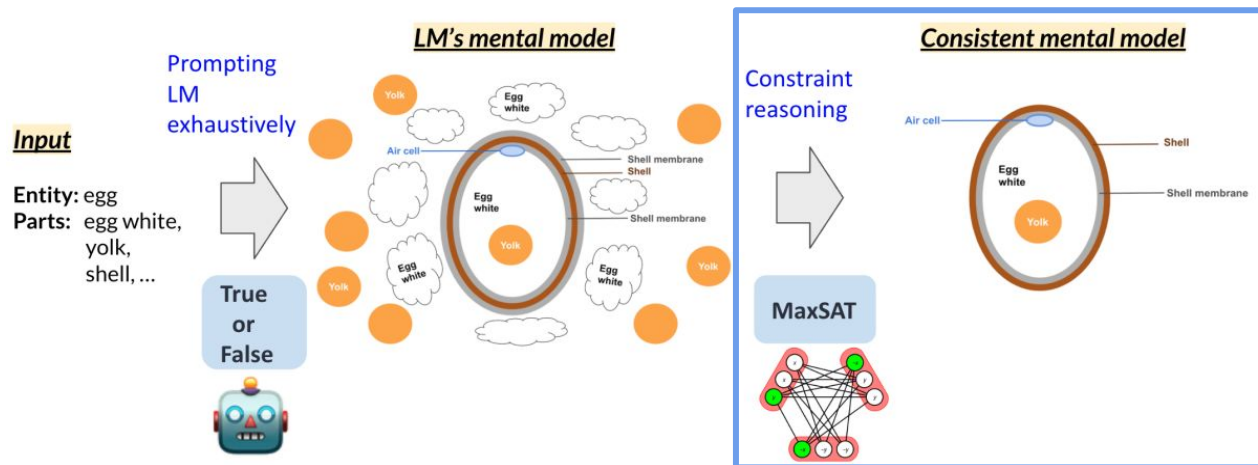 Input
Entity: egg
Parts: egg white,
yolk,
shell, ...
Prompting
LM
exhaustively
True
or
False
LM's mental model
Yolk
Egg
white
Air cell
Shell membrane
Shell
Egg
white
Shell membrane
Yolk
Egg
white
Egg
white
Yolk
Yolk
Constraint
reasoning
MaxSAT
Consistent mental model
Air cell
Shell
Egg
white
Shell membrane
Yolk